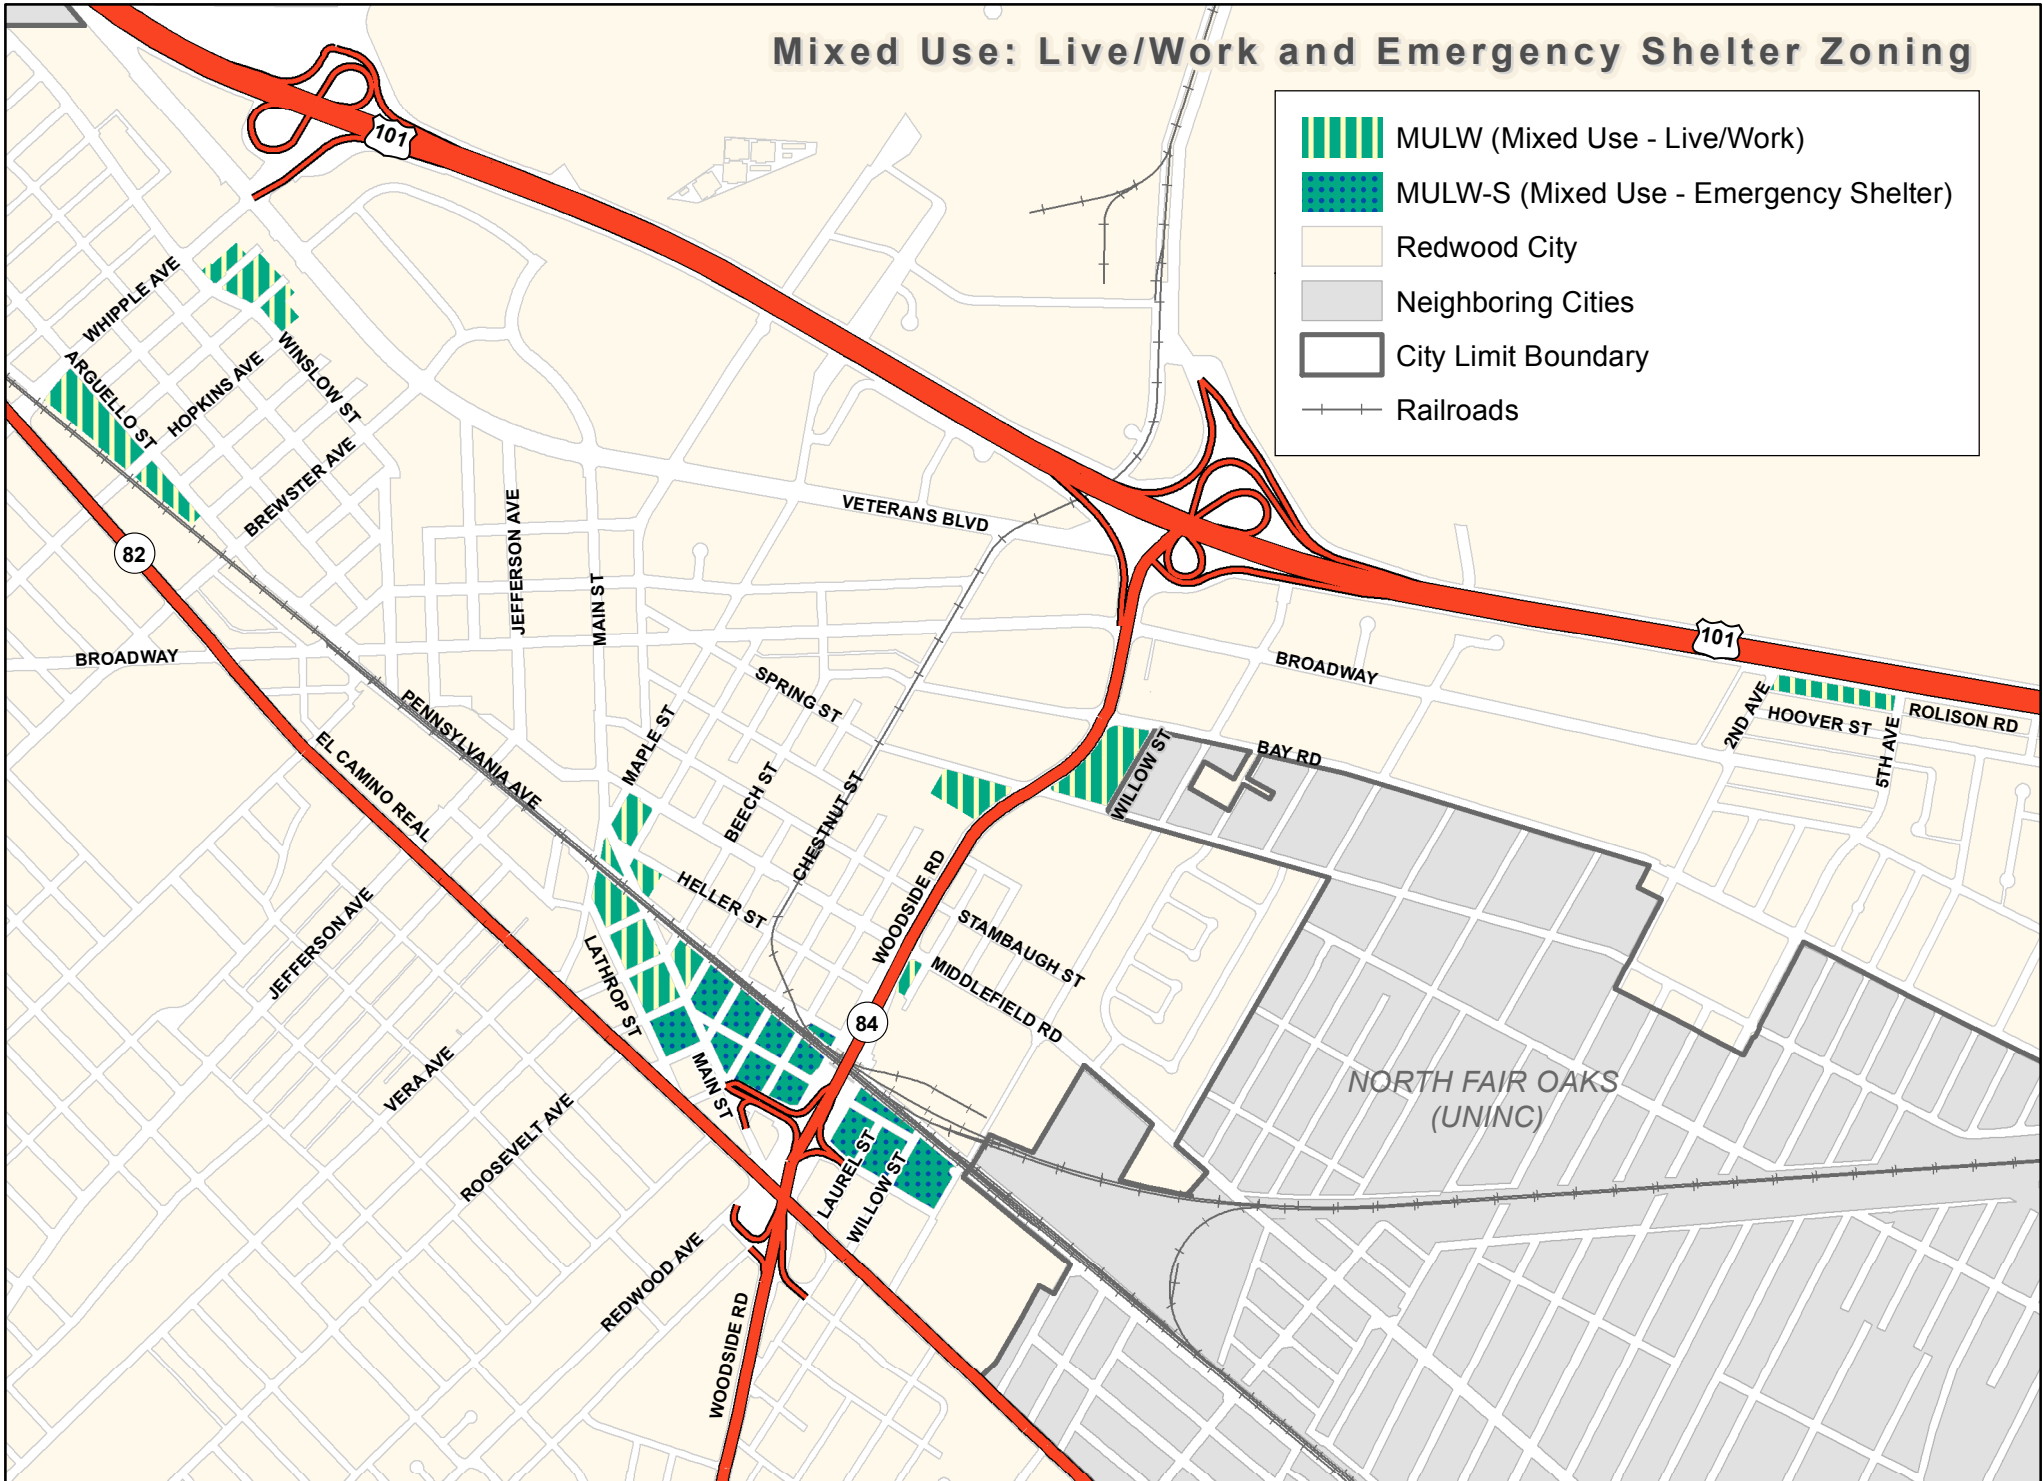 Mixed Use: Live/Work and Emergency Shelter Zoning
MULW (Mixed Use - Live/Work)
MULW-S (Mixed Use - Emergency Shelter)
Redwood City
Neighboring Cities
City Limit Boundary
Railroads
101
WHIPPLE AVE
ARGUELLO ST
HOPKINS AVE
WINSLOW ST
BREWSTER AVE
82
JEFFERSON AVE
MAIN ST
VETERANS BLVD
BROADWAY
PENNSYLVANIA AVE
EL CAMINO REAL
SPRING ST
MAPLE ST
BEECH ST
CHESTNUT ST
BROADWAY
101
2ND AVE
HOOVER ST
ROLISON RD
5TH AVE
BAY RD
WILLOW ST
HELLER ST
WOODSIDE RD
STAMBAUGH ST
MIDDLEFIELD RD
JEFFERSON AVE
LATHROP ST
84
MAIN ST
VERA AVE
ROOSEVELT AVE
LAUREL ST
WILLOW ST
REDWOOD AVE
WOODSIDE RD
NORTH FAIR OAKS
(UNINC)